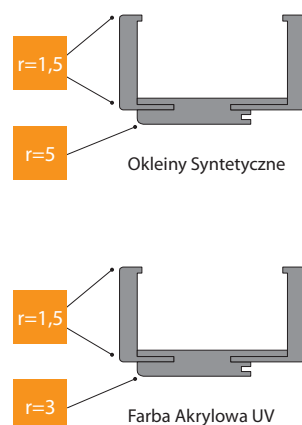 r=1,5
r=5
Okleiny Syntetyczne
r=1,5
r=3
Farba Akrylowa UV